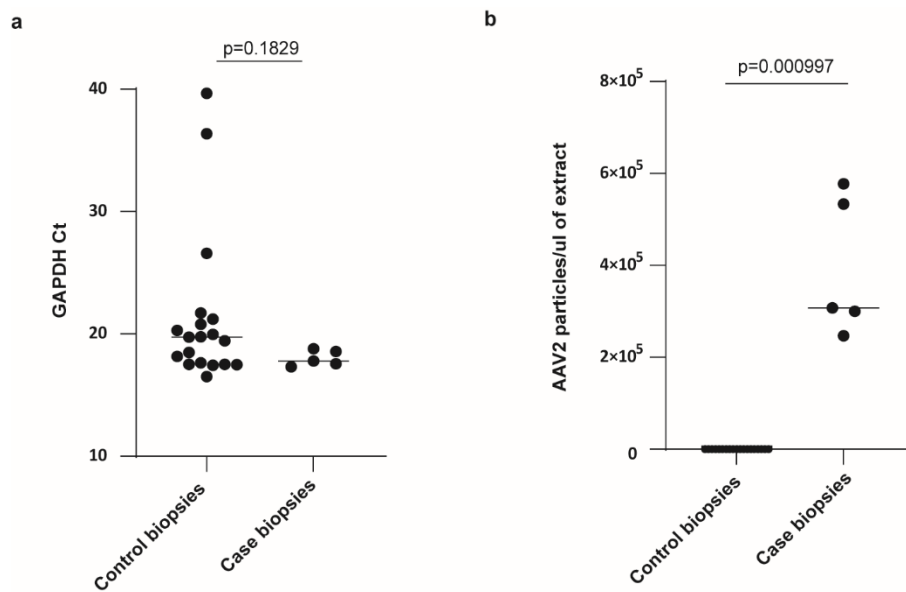 a
p=0.1829
40
30
20
10
GAPDH Ct
Control biopsies
Case biopsies
b
p=0.000997
8×10⁵
6×10⁵
4×10⁵
2×10⁵
0
AAV2 particles/ul of extract
Control biopsies
Case biopsies